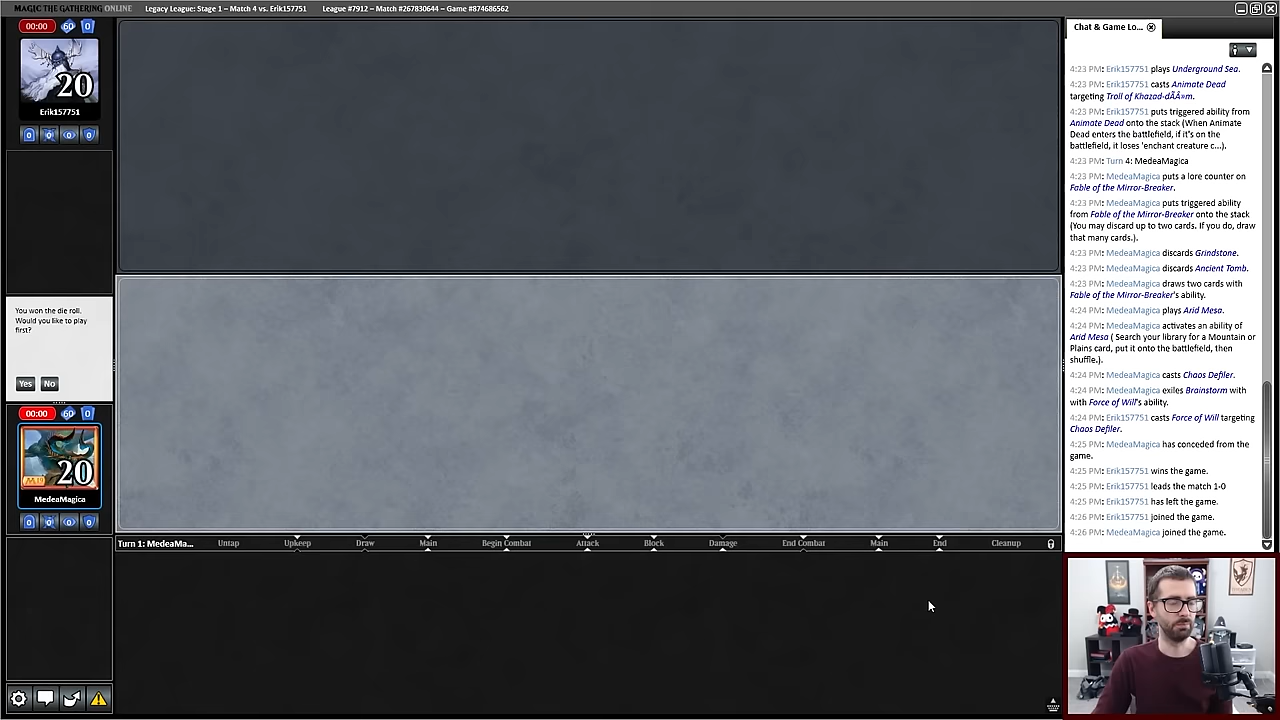 MAGIC THE GATHERING ONLINE
Legacy League: Stage 1 – Match 4 vs. Erik157751
League #7912 – Match #267830644 – Game #874686562
00:00
60
0
20
Erik157751
0
0
0
0
You won the die roll.
Would you like to play
first?
Yes
No
00:00
60
0
20
MedeaMagica
0
0
0
0
Turn 1: MedeaMa...
Untap
Upkeep
Draw
Main
Begin Combat
Attack
Block
Damage
End Combat
Main
End
Cleanup
Chat & Game Lo...
4:23 PM: Erik157751 plays Underground Sea.
4:23 PM: Erik157751 casts Animate Dead
targeting Troll of Khazad-dÃÂ»m.
4:23 PM: Erik157751 puts triggered ability from
Animate Dead onto the stack (When Animate
Dead enters the battlefield, if it's on the
battlefield, it loses 'enchant creature c...).
4:23 PM: Turn 4: MedeaMagica
4:23 PM: MedeaMagica puts a lore counter on
Fable of the Mirror-Breaker.
4:23 PM: MedeaMagica puts triggered ability
from Fable of the Mirror-Breaker onto the stack
(You may discard up to two cards. If you do, draw
that many cards.).
4:23 PM: MedeaMagica discards Grindstone.
4:23 PM: MedeaMagica discards Ancient Tomb.
4:23 PM: MedeaMagica draws two cards with
Fable of the Mirror-Breaker's ability.
4:24 PM: MedeaMagica plays Arid Mesa.
4:24 PM: MedeaMagica activates an ability of
Arid Mesa ( Search your library for a Mountain or
Plains card, put it onto the battlefield, then
shuffle.).
4:24 PM: MedeaMagica casts Chaos Defiler.
4:24 PM: MedeaMagica exiles Brainstorm with
with Force of Will's ability.
4:24 PM: Erik157751 casts Force of Will targeting
Chaos Defiler.
4:25 PM: MedeaMagica has conceded from the
game.
4:25 PM: Erik157751 wins the game.
4:25 PM: Erik157751 leads the match 1-0
4:25 PM: Erik157751 has left the game.
4:26 PM: Erik157751 joined the game.
4:26 PM: MedeaMagica joined the game.